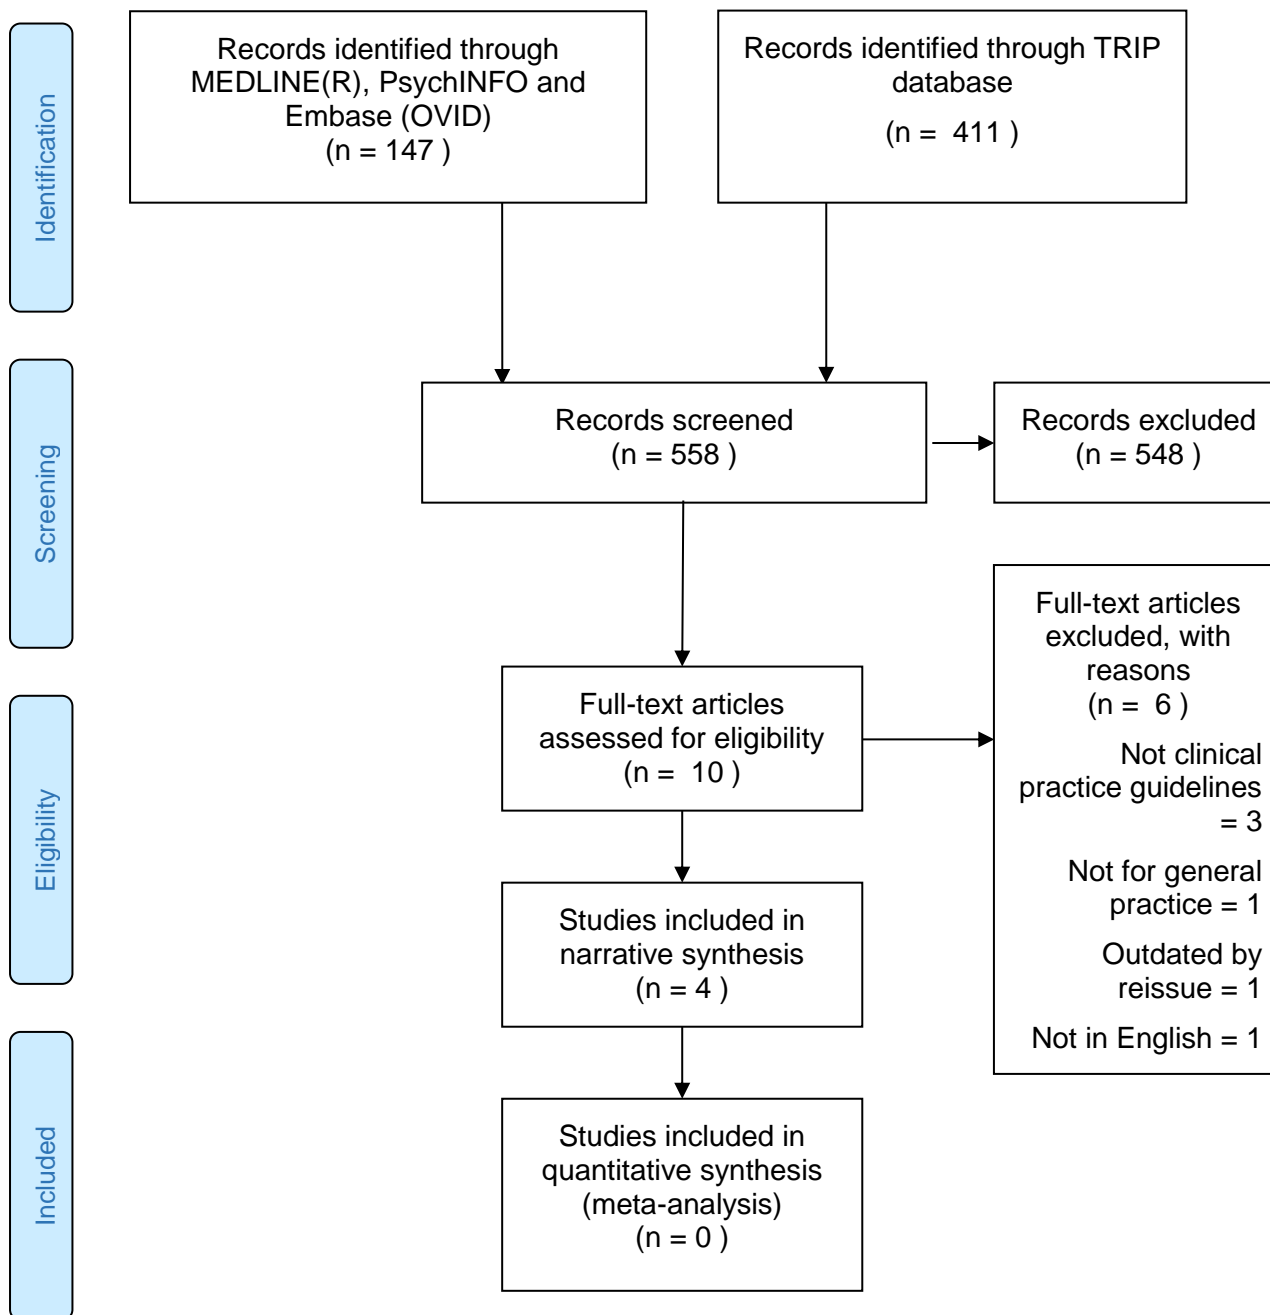 Identification
Records identified through
MEDLINE(R), PsychINFO and
Embase (OVID)
(n = 147 )
Records identified through TRIP
database
(n =  411 )
Screening
Records screened
(n = 558 )
Records excluded
(n = 548 )
Eligibility
Full-text articles
assessed for eligibility
(n =  10 )
Full-text articles
excluded, with
reasons
(n =  6 )
Not clinical
practice guidelines
= 3
Not for general
practice = 1
Outdated by
reissue = 1
Not in English = 1
Studies included in
narrative synthesis
(n = 4 )
Included
Studies included in
quantitative synthesis
(meta-analysis)
(n = 0 )